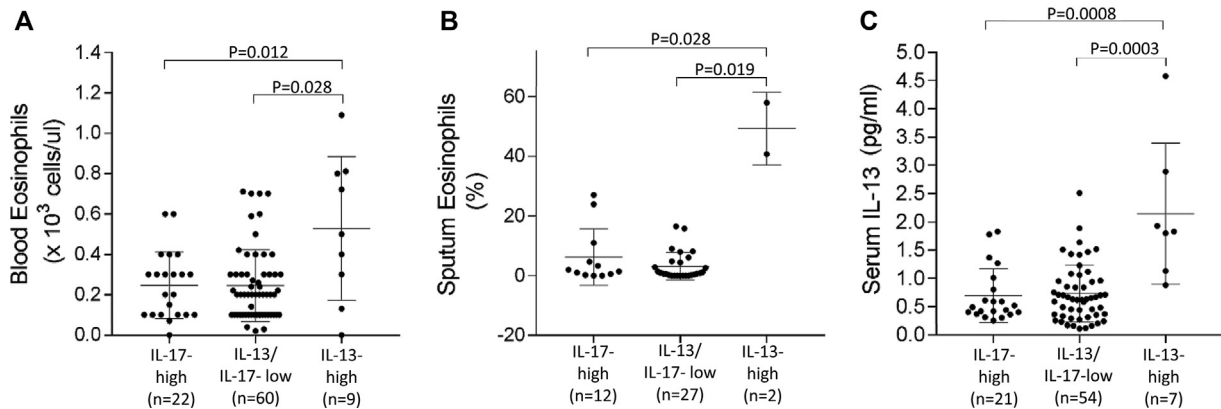 A
P=0.012
P=0.028
Blood Eosinophils
(x 10³ cells/ul)
1.4
1.2
1.0
0.8
0.6
0.4
0.2
0.0
IL-17-
high
(n=22)
IL-13/
IL-17- low
(n=60)
IL-13-
high
(n=9)
B
P=0.028
P=0.019
Sputum Eosinophils
(%)
60
40
20
0
-20
IL-17-
high
(n=12)
IL-13/
IL-17- low
(n=27)
IL-13-
high
(n=2)
C
P=0.0008
P=0.0003
Serum IL-13 (pg/ml)
5.0
4.5
4.0
3.5
3.0
2.5
2.0
1.5
1.0
0.5
0.0
IL-17-
high
(n=21)
IL-13/
IL-17-low
(n=54)
IL-13-
high
(n=7)